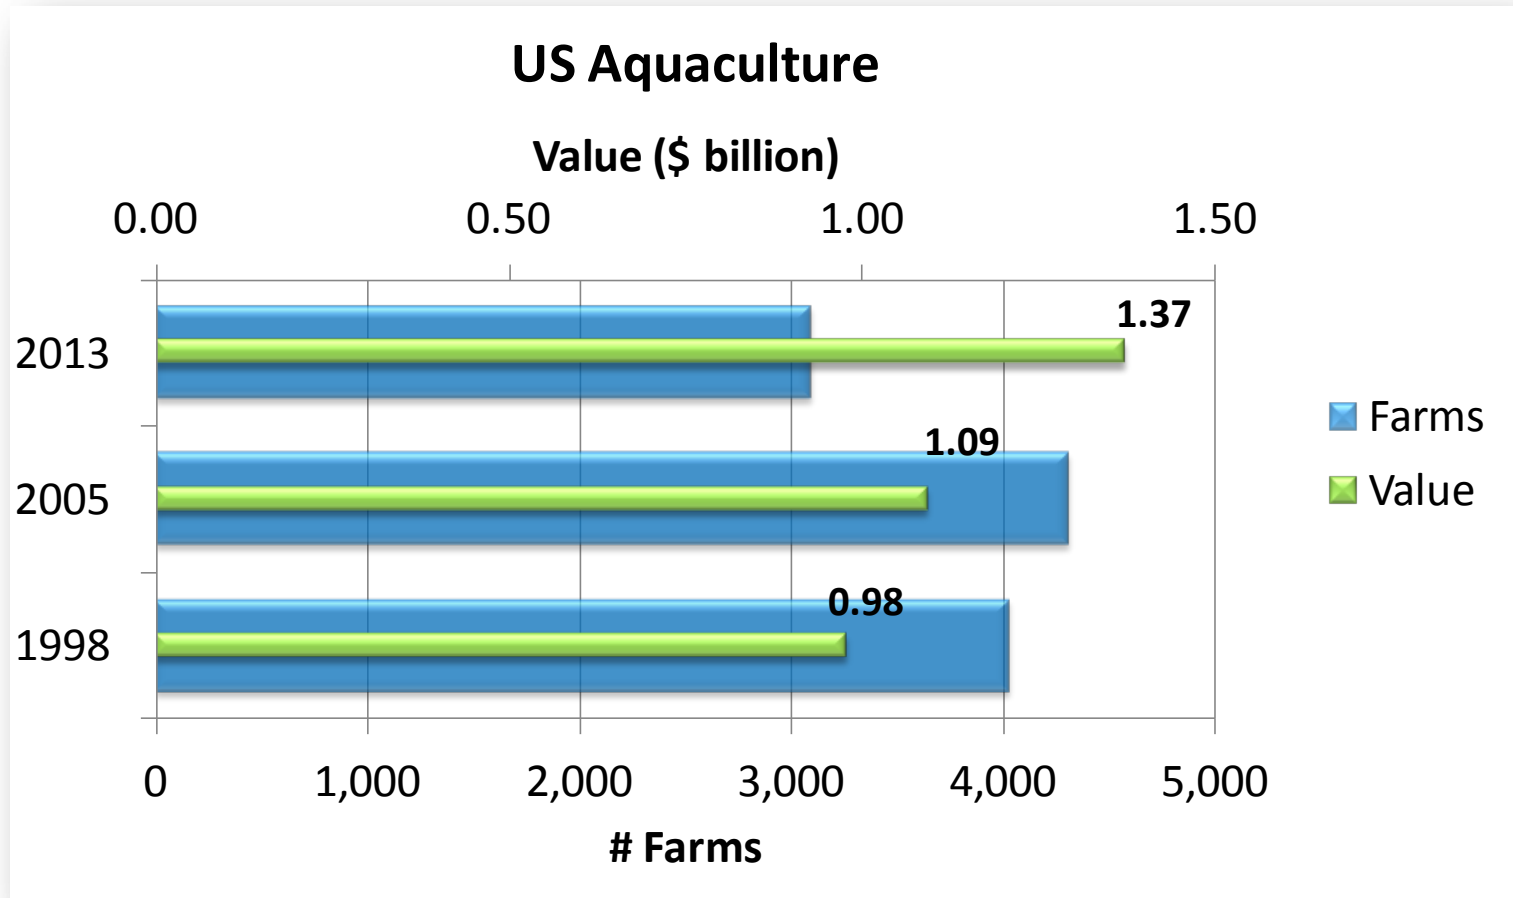 US Aquaculture
Value ($ billion)
0.00 0.50 1.00 1.50
1.37
2013
1.09
2005
0.98
1998
Farms
Value
0 1,000 2,000 3,000 4,000 5,000
# Farms